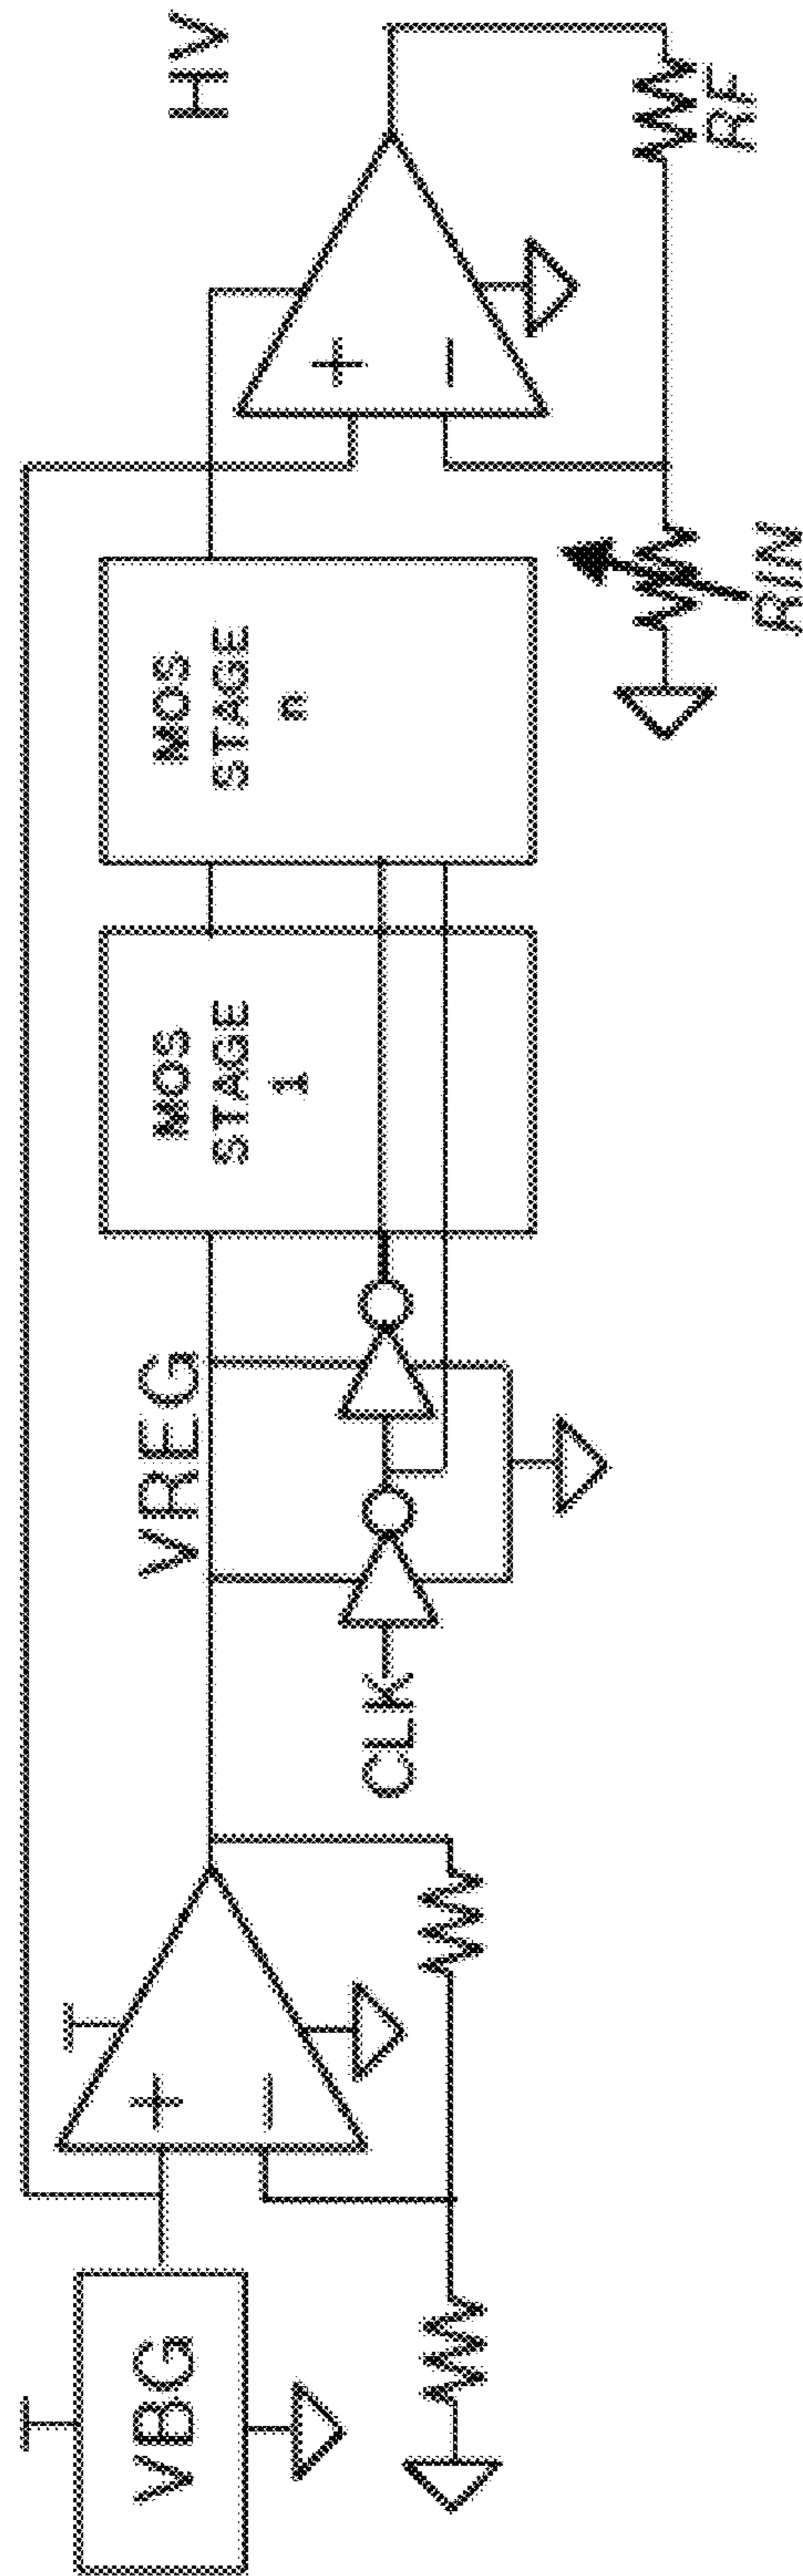 VBG
+
−
VREG
CLK
MOS
STAGE
1
MOS
STAGE
n
+
−
HV
RIN
RF